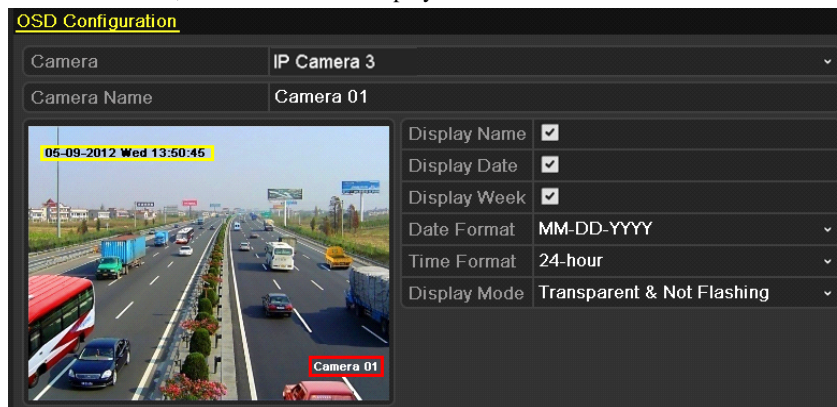 OSD Configuration
Camera IP Camera 3
Camera Name Camera 01
05-09-2012 Wed 13:50:45
Camera 01
Display Name
Display Date
Display Week
Date Format MM-DD-YYYY
Time Format 24-hour
Display Mode Transparent & Not Flashing